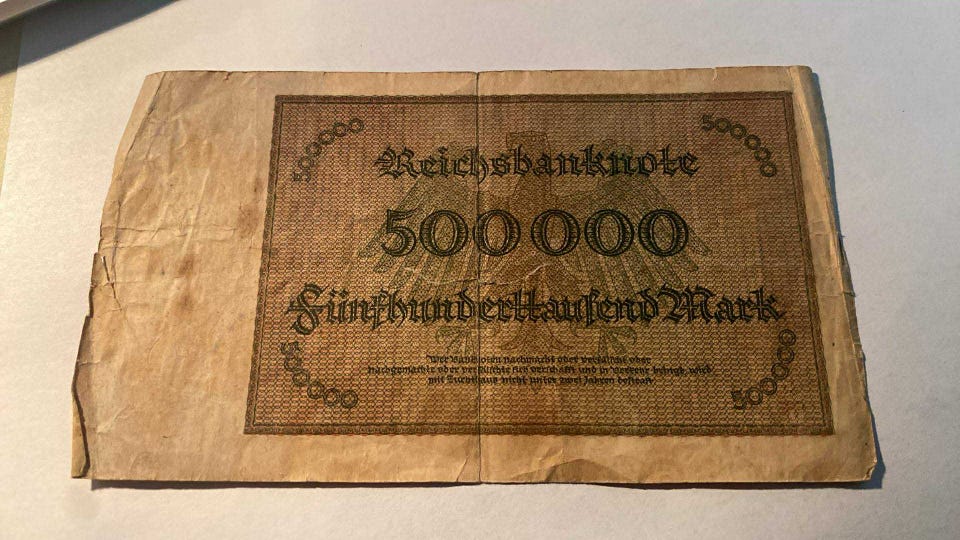 500000 500000
Reichsbanknote
500000
Fünfhunderttausend Mark
500000 500000
Wer Banknoten nachmacht oder verfälscht oder
nachgemachte oder verfälschte sich verschafft und in Verkehr bringt, wird
mit Zuchthaus nicht unter zwei Jahren bestraft